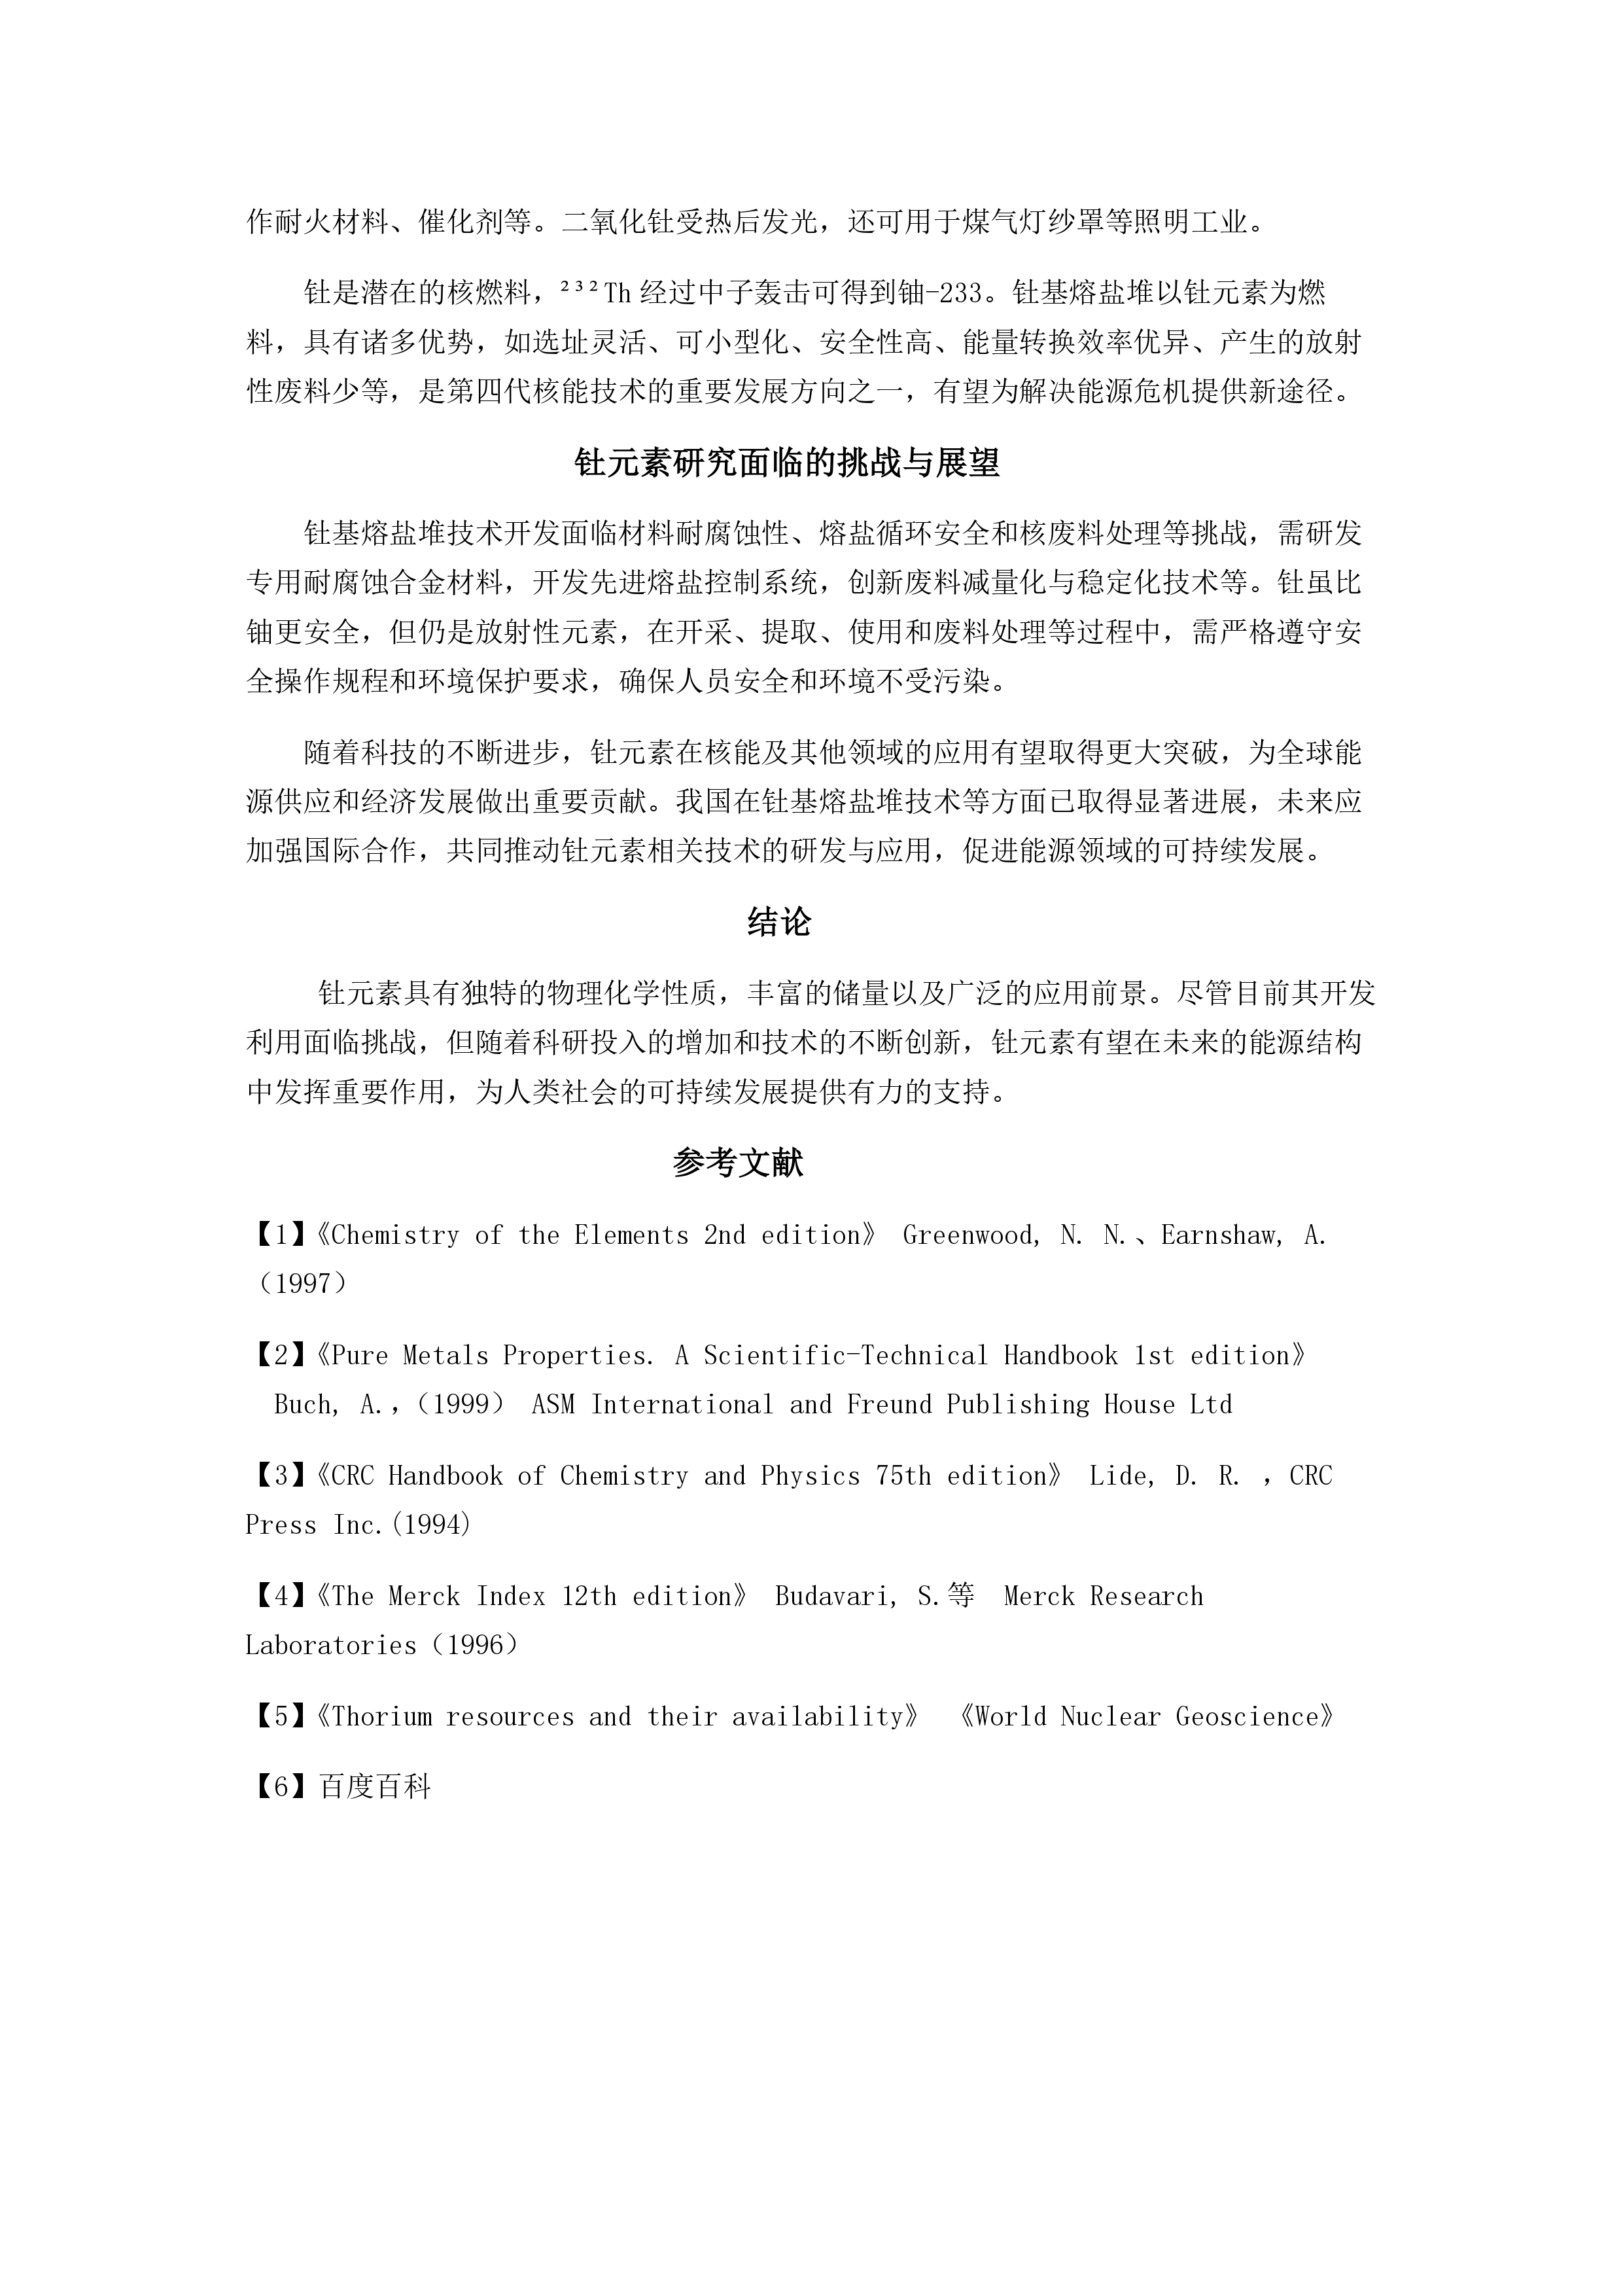 作耐火材料、催化剂等。二氧化钍受热后发光，还可用于煤气灯纱罩等照明工业。
钍是潜在的核燃料，²³²Th 经过中子轰击可得到铀-233。钍基熔盐堆以钍元素为燃
料，具有诸多优势，如选址灵活、可小型化、安全性高、能量转换效率优异、产生的放射
性废料少等，是第四代核能技术的重要发展方向之一，有望为解决能源危机提供新途径。
钍元素研究面临的挑战与展望
钍基熔盐堆技术开发面临材料耐腐蚀性、熔盐循环安全和核废料处理等挑战，需研发
专用耐腐蚀合金材料，开发先进熔盐控制系统，创新废料减量化与稳定化技术等。钍虽比
铀更安全，但仍是放射性元素，在开采、提取、使用和废料处理等过程中，需严格遵守安
全操作规程和环境保护要求，确保人员安全和环境不受污染。
随着科技的不断进步，钍元素在核能及其他领域的应用有望取得更大突破，为全球能
源供应和经济发展做出重要贡献。我国在钍基熔盐堆技术等方面已取得显著进展，未来应
加强国际合作，共同推动钍元素相关技术的研发与应用，促进能源领域的可持续发展。
结论
钍元素具有独特的物理化学性质，丰富的储量以及广泛的应用前景。尽管目前其开发
利用面临挑战，但随着科研投入的增加和技术的不断创新，钍元素有望在未来的能源结构
中发挥重要作用，为人类社会的可持续发展提供有力的支持。
参考文献
【1】《Chemistry of the Elements 2nd edition》 Greenwood, N. N.、Earnshaw, A.
（1997）
【2】《Pure Metals Properties. A Scientific-Technical Handbook 1st edition》
Buch, A.，（1999） ASM International and Freund Publishing House Ltd
【3】《CRC Handbook of Chemistry and Physics 75th edition》 Lide, D. R. ，CRC
Press Inc.(1994)
【4】《The Merck Index 12th edition》 Budavari, S.等 Merck Research
Laboratories（1996）
【5】《Thorium resources and their availability》 《World Nuclear Geoscience》
【6】百度百科